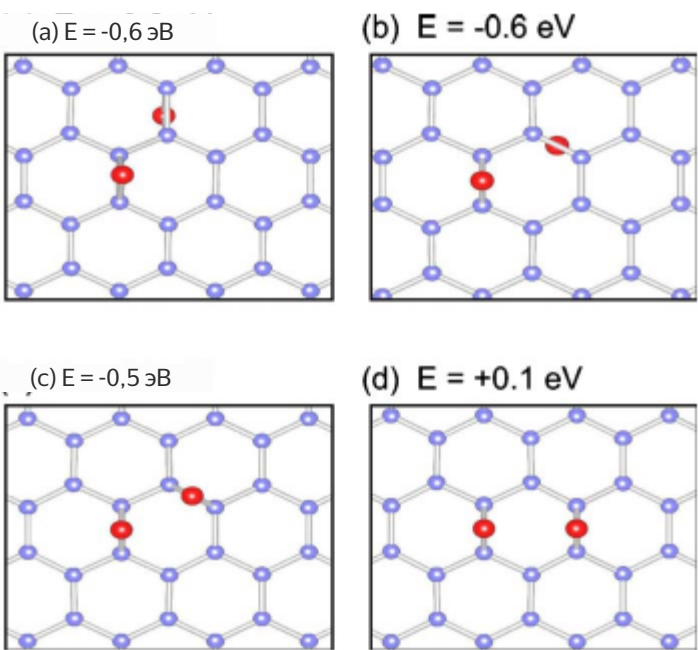 (a) E = -0,6 эВ
(b) E = -0.6 eV
(c) E = -0,5 эВ
(d) E = +0.1 eV